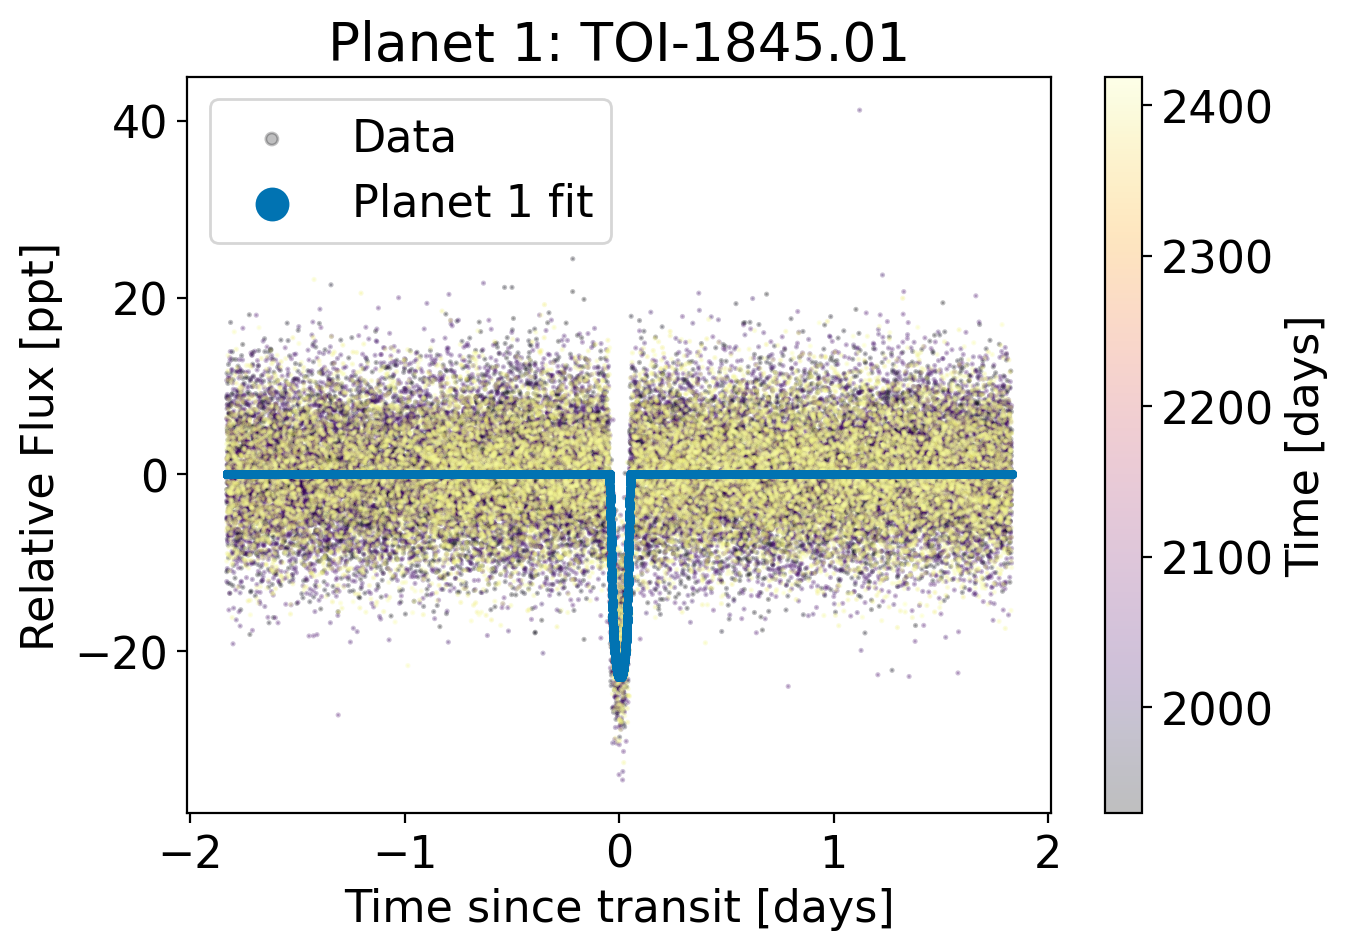 Planet 1: TOI-1845.01
Data
Planet 1 fit
40
20
0
−20
Relative Flux [ppt]
−2
−1
0
1
2
Time since transit [days]
2400
2300
2200
2100
2000
Time [days]